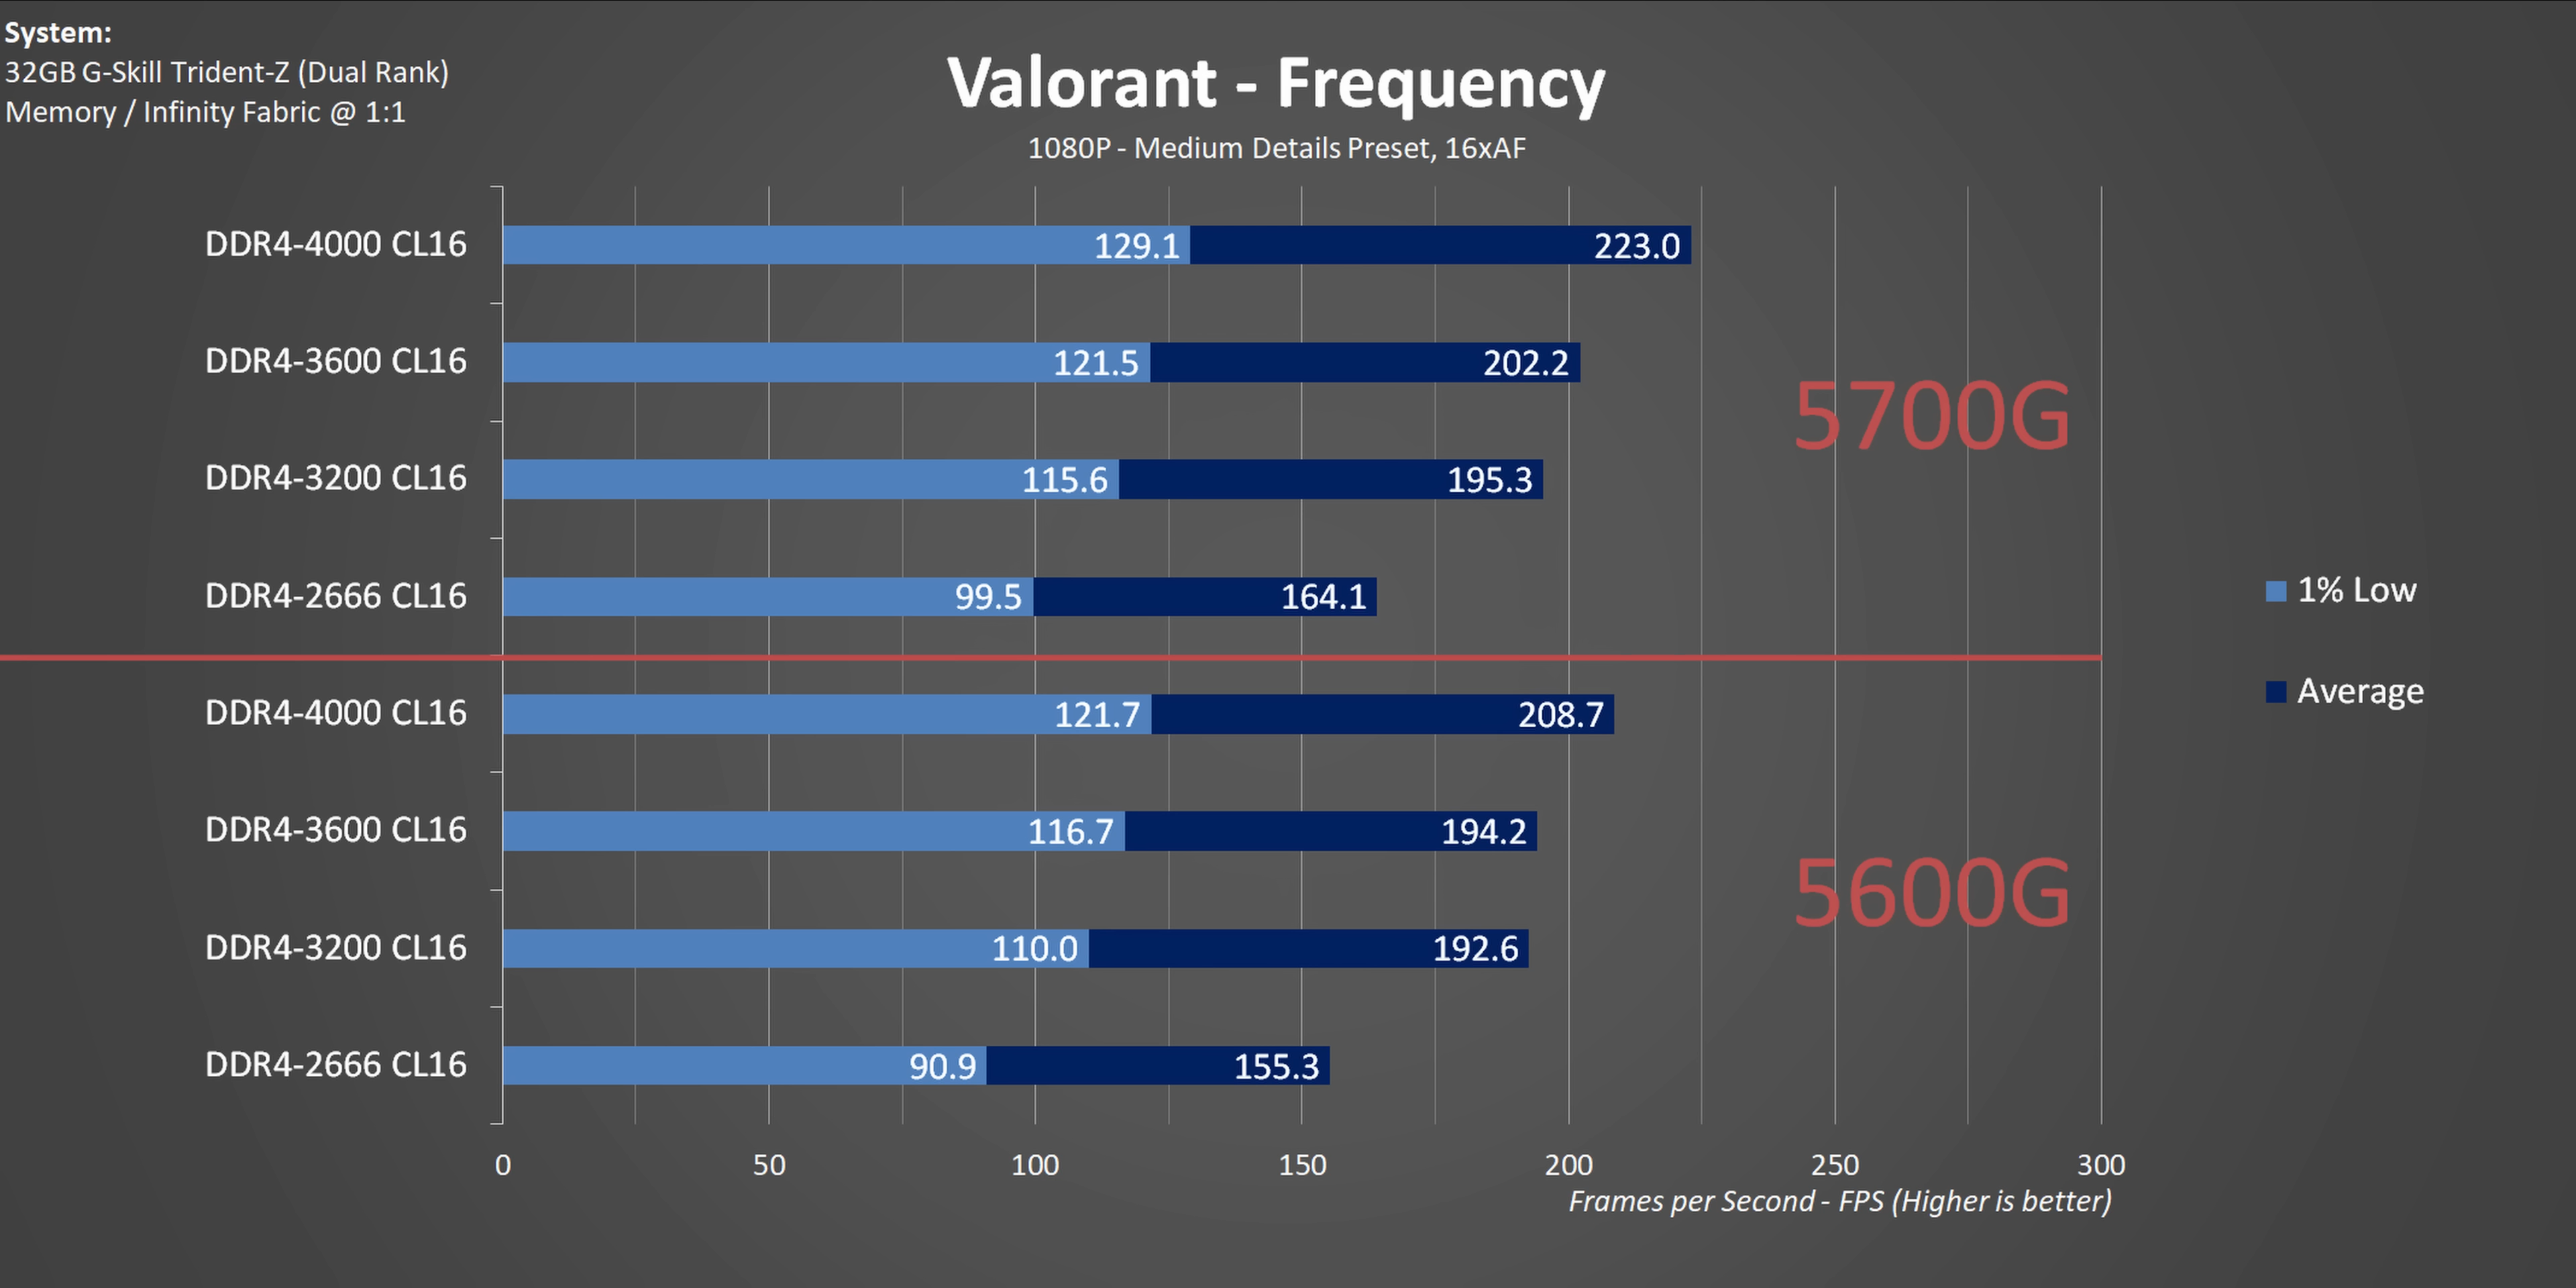 System:
32GB G-Skill Trident-Z (Dual Rank)
Memory / Infinity Fabric @ 1:1
Valorant - Frequency
1080P - Medium Details Preset, 16xAF
DDR4-4000 CL16 129.1 223.0
DDR4-3600 CL16 121.5 202.2
5700G
DDR4-3200 CL16 115.6 195.3
DDR4-2666 CL16 99.5 164.1
1% Low
Average
DDR4-4000 CL16 121.7 208.7
DDR4-3600 CL16 116.7 194.2
5600G
DDR4-3200 CL16 110.0 192.6
DDR4-2666 CL16 90.9 155.3
0 50 100 150 200 250 300
Frames per Second - FPS (Higher is better)